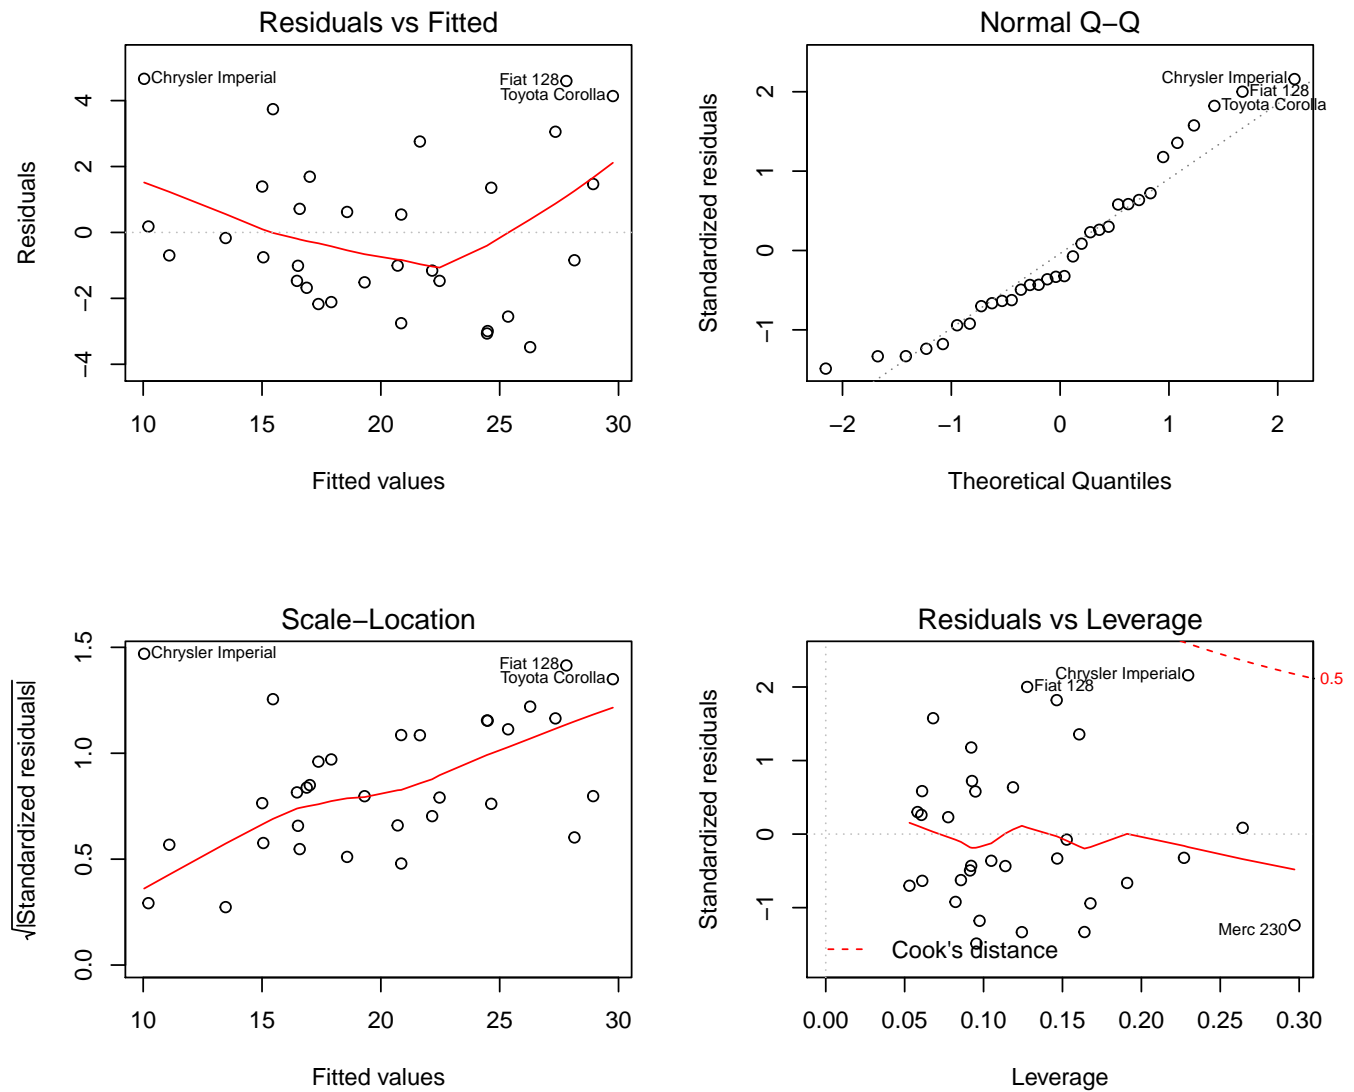 Residuals vs Fitted
Residuals
4
2
0
−2
−4
Chrysler Imperial
Fiat 128
Toyota Corolla
10 15 20 25 30
Fitted values
Normal Q−Q
Standardized residuals
2
1
0
−1
Chrysler Imperial
Fiat 128
Toyota Corolla
−2 −1 0 1 2
Theoretical Quantiles
Scale−Location
√|Standardized residuals|
1.5
1.0
0.5
0.0
Chrysler Imperial
Fiat 128
Toyota Corolla
10 15 20 25 30
Fitted values
Residuals vs Leverage
Standardized residuals
2
1
0
−1
Chrysler Imperial
Fiat 128
0.5
Merc 230
Cook's distance
0.00 0.05 0.10 0.15 0.20 0.25 0.30
Leverage